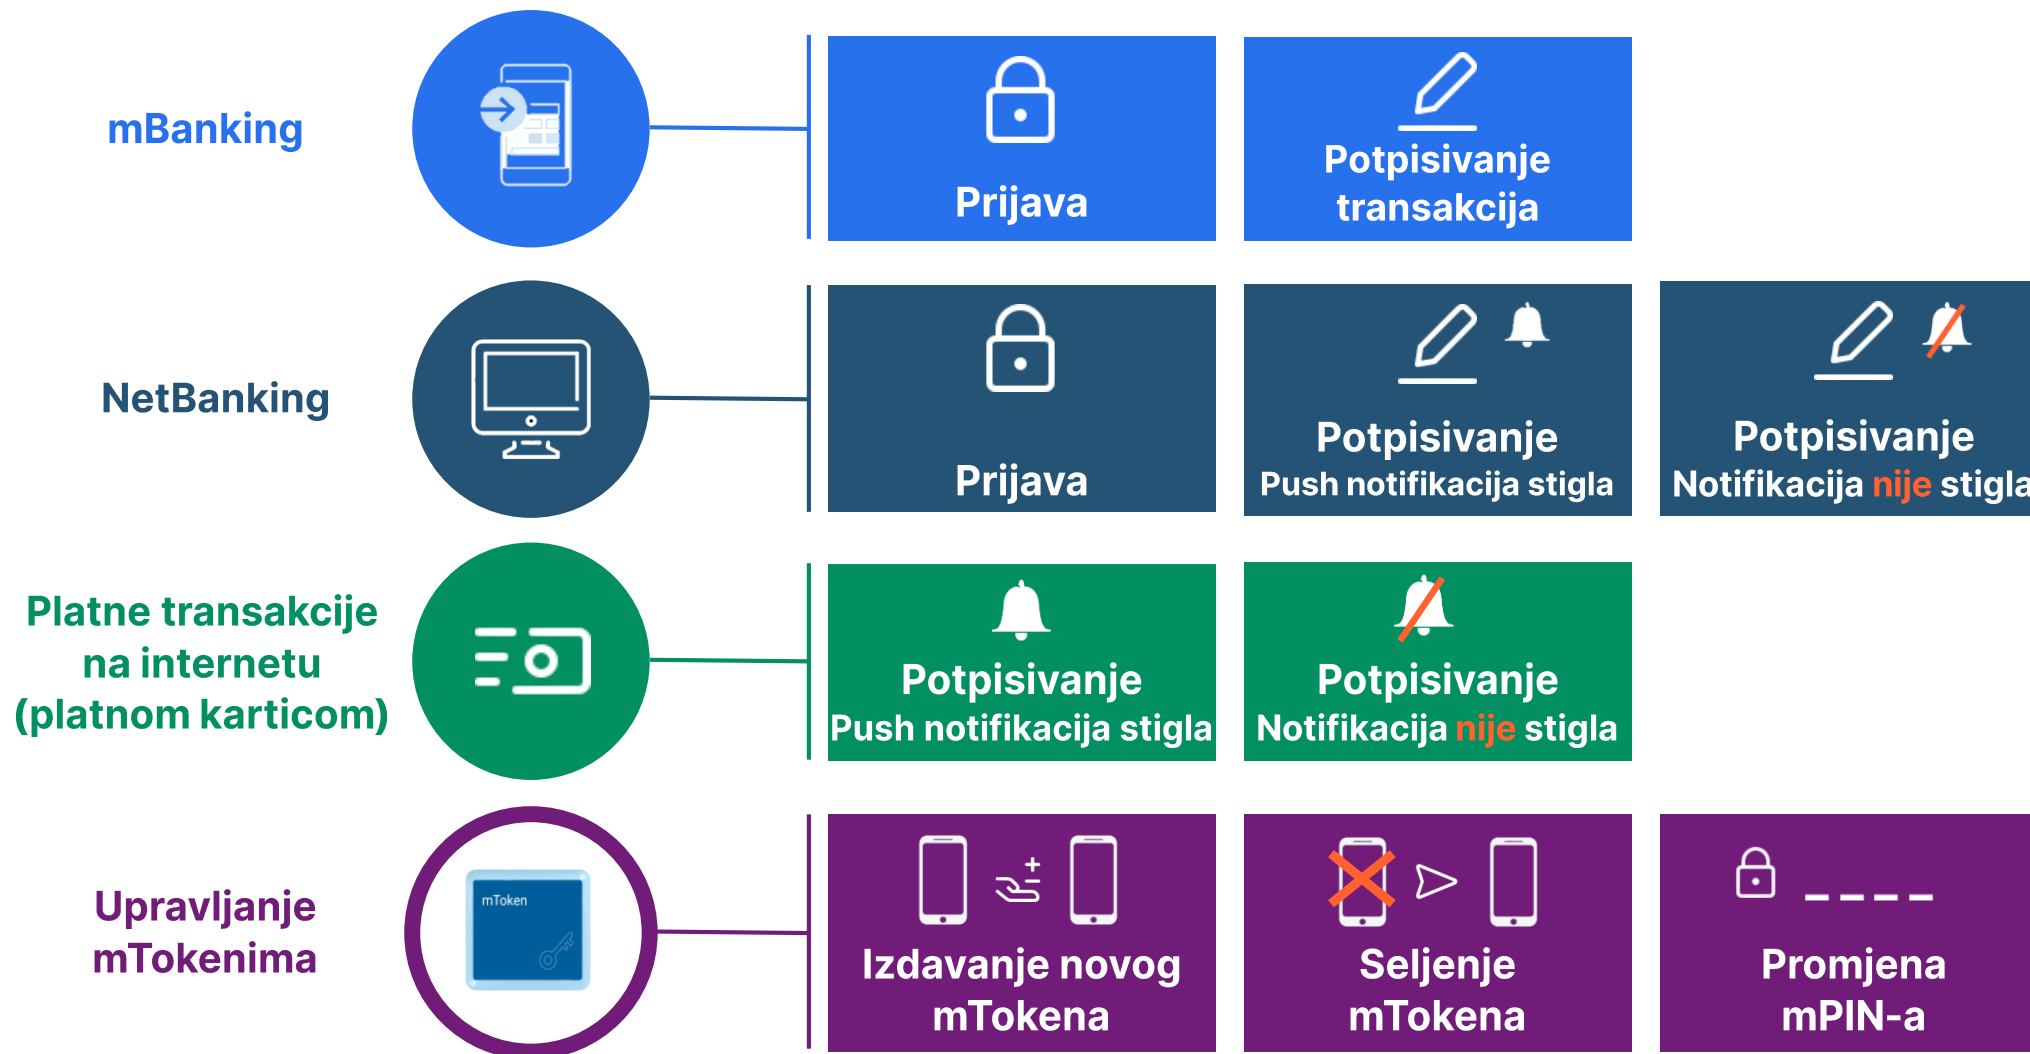 mBanking
Prijava
Potpisivanje
transakcija
NetBanking
Prijava
Potpisivanje
Push notifikacija stigla
Potpisivanje
Notifikacija nije stigla
Platne transakcije
na internetu
(platnom karticom)
Potpisivanje
Push notifikacija stigla
Potpisivanje
Notifikacija nije stigla
Upravljanje
mTokenima
mToken
Izdavanje novog
mTokena
Seljenje
mTokena
Promjena
mPIN-a